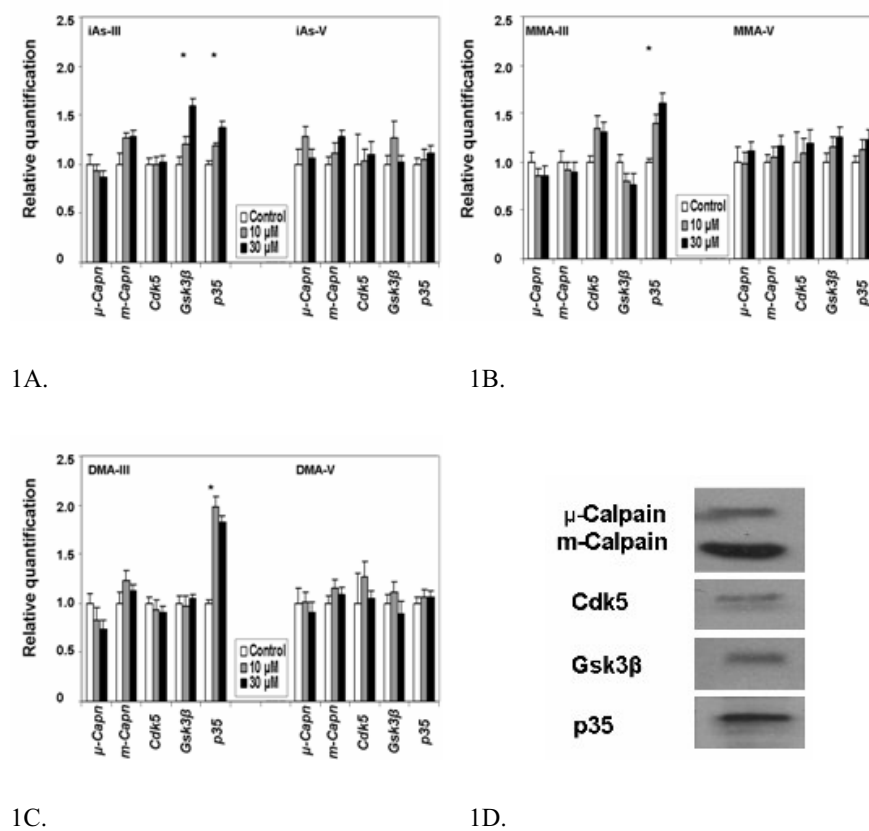 iAs-III iAs-V
Relative quantification
2.5
2.0
1.5
1.0
0.5
0
* *
Control
10 µM
30 µM
µ-Capn
m-Capn
Cdk5
Gsk3β
p35
µ-Capn
m-Capn
Cdk5
Gsk3β
p35
1A.
MMA-III MMA-V
Relative quantification
2.5
2.0
1.5
1.0
0.5
0
*
Control
10 µM
30 µM
µ-Capn
m-Capn
Cdk5
Gsk3β
p35
µ-Capn
m-Capn
Cdk5
Gsk3β
p35
1B.
DMA-III DMA-V
Relative quantification
2.5
2.0
1.5
1.0
0.5
0
*
Control
10 µM
30 µM
µ-Capn
m-Capn
Cdk5
Gsk3β
p35
µ-Capn
m-Capn
Cdk5
Gsk3β
p35
1C.
µ-Calpain
m-Calpain
Cdk5
Gsk3β
p35
1D.